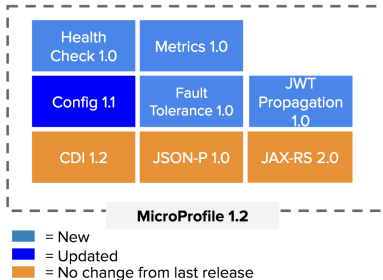 Health
Check 1.0
Metrics 1.0
Config 1.1
Fault
Tolerance 1.0
JWT
Propagation
1.0
CDI 1.2
JSON-P 1.0
JAX-RS 2.0
MicroProfile 1.2
= New
= Updated
= No change from last release